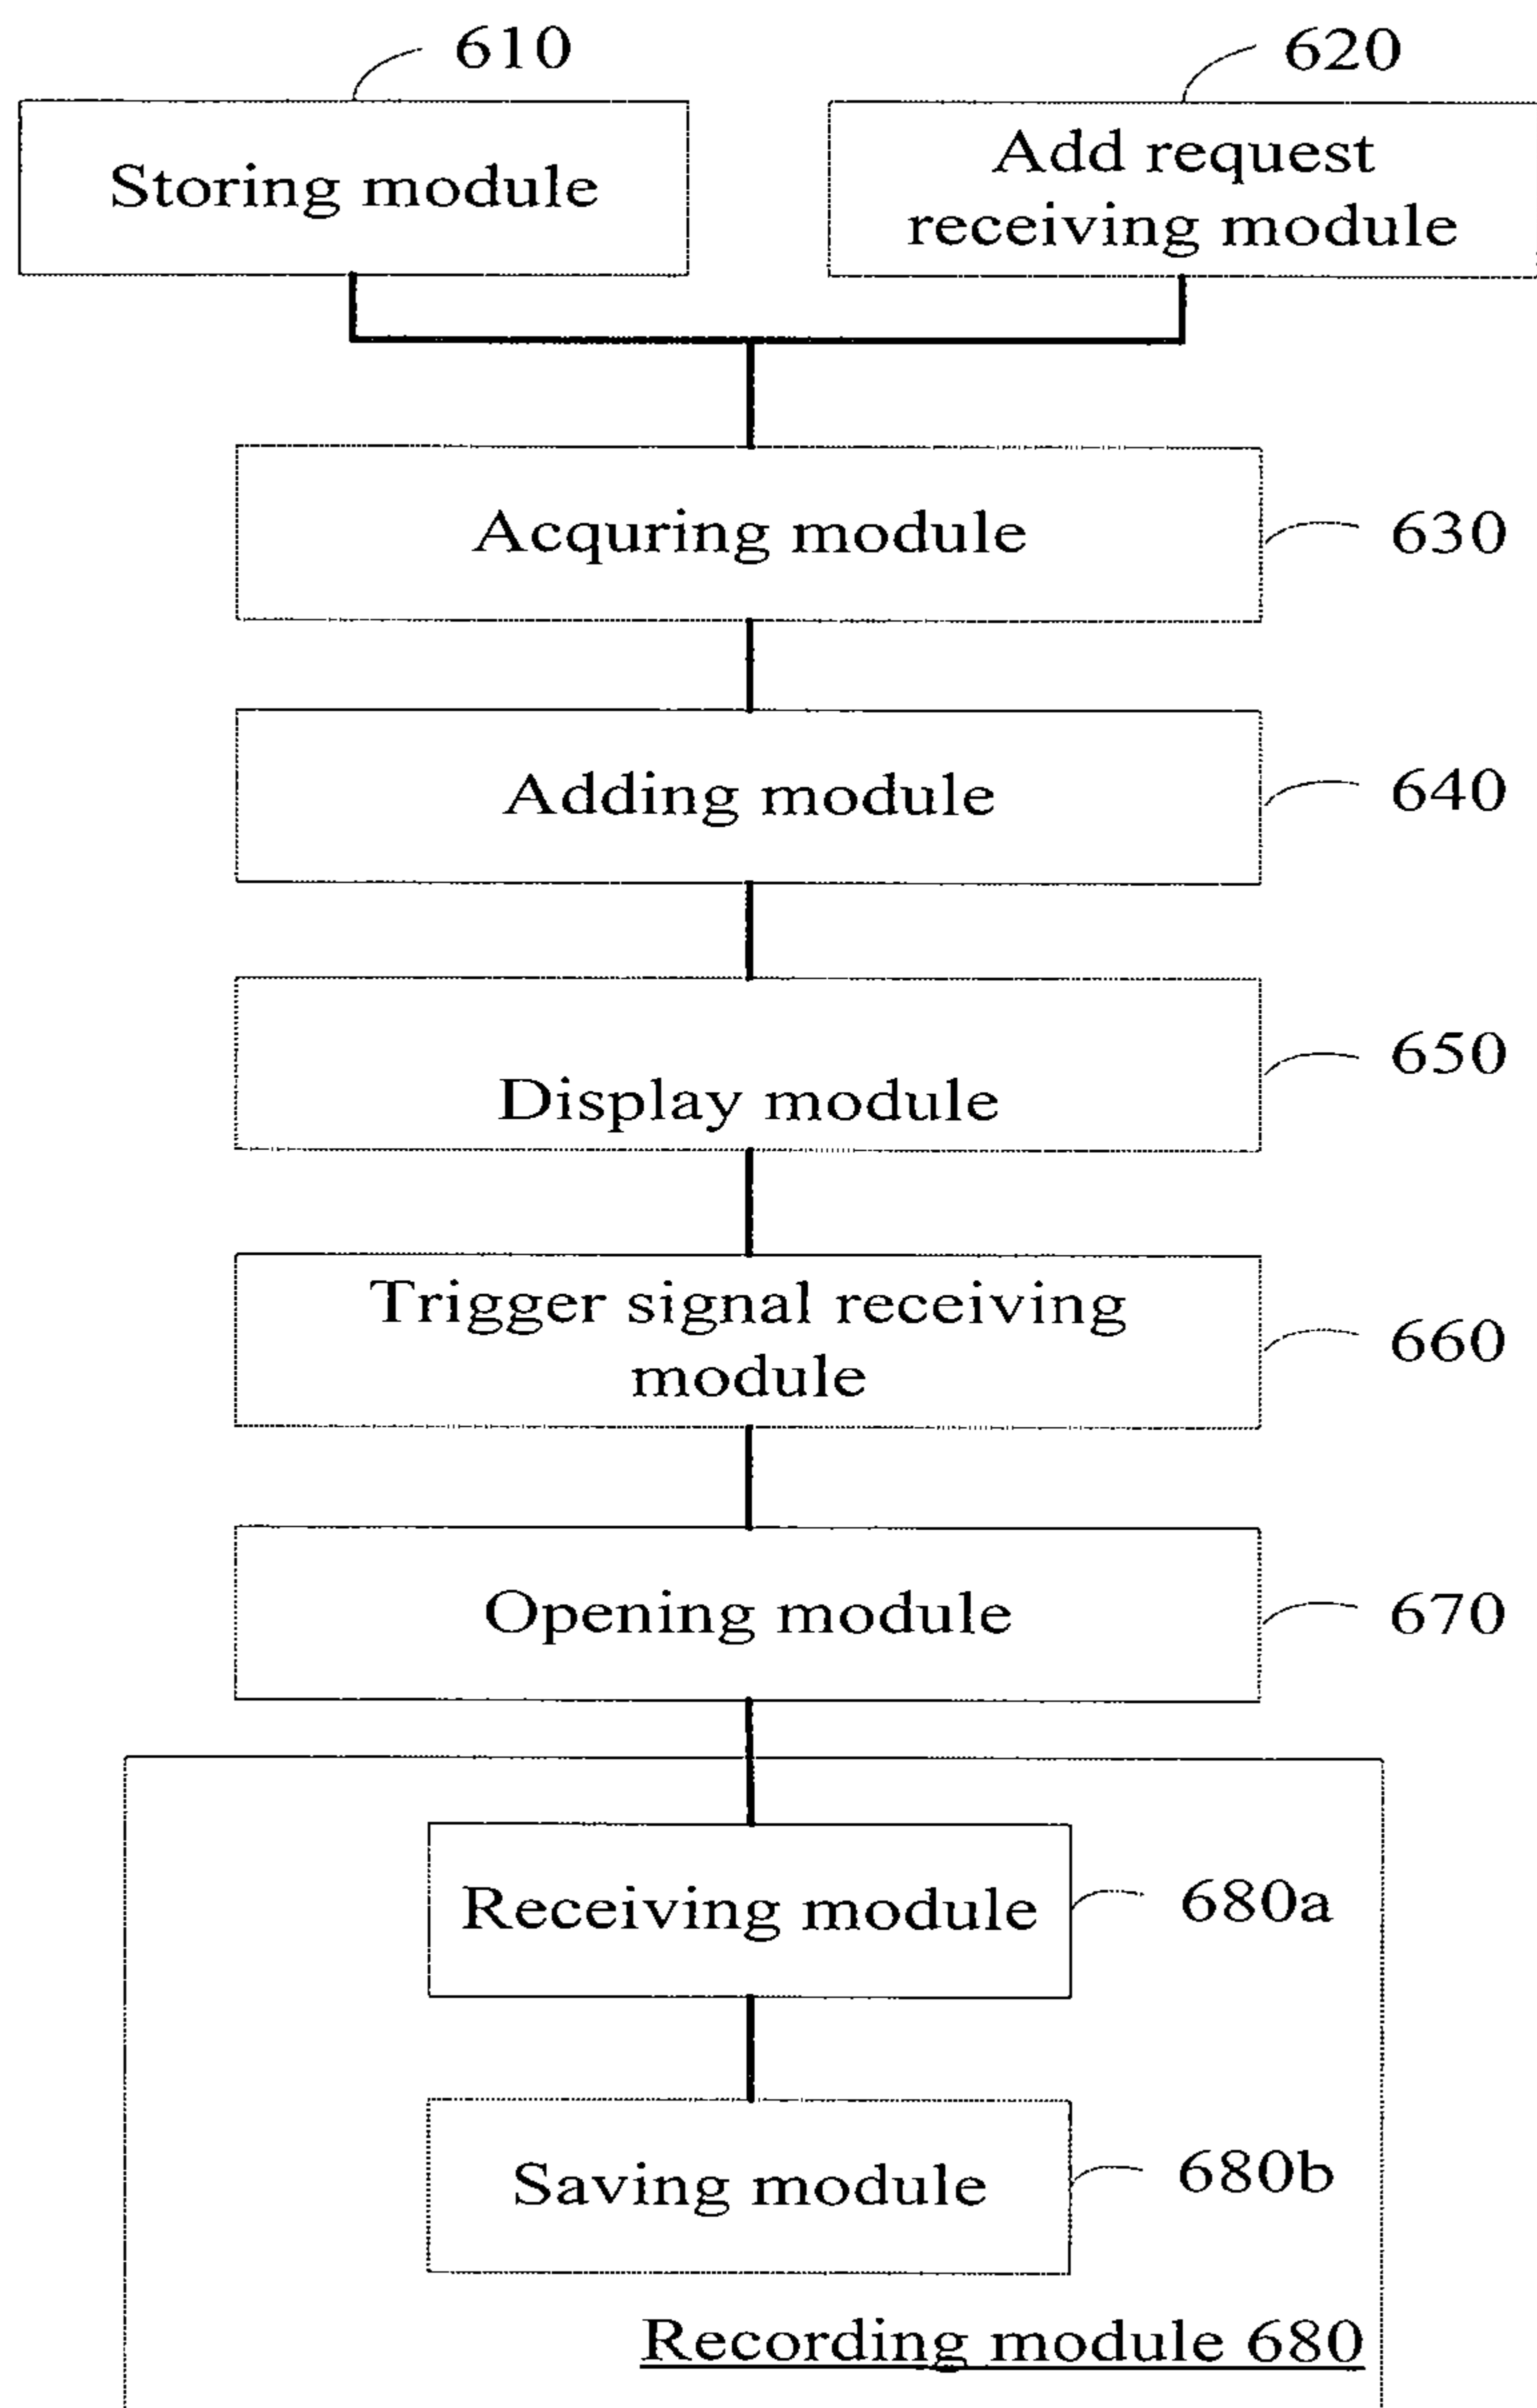 610
620
Storing module
Add request
receiving module
Acquring module
630
Adding module
640
650
Display module
Trigger signal receiving
module
660
Opening module
670
Receiving module
680a
Saving module
680b
Recording module 680